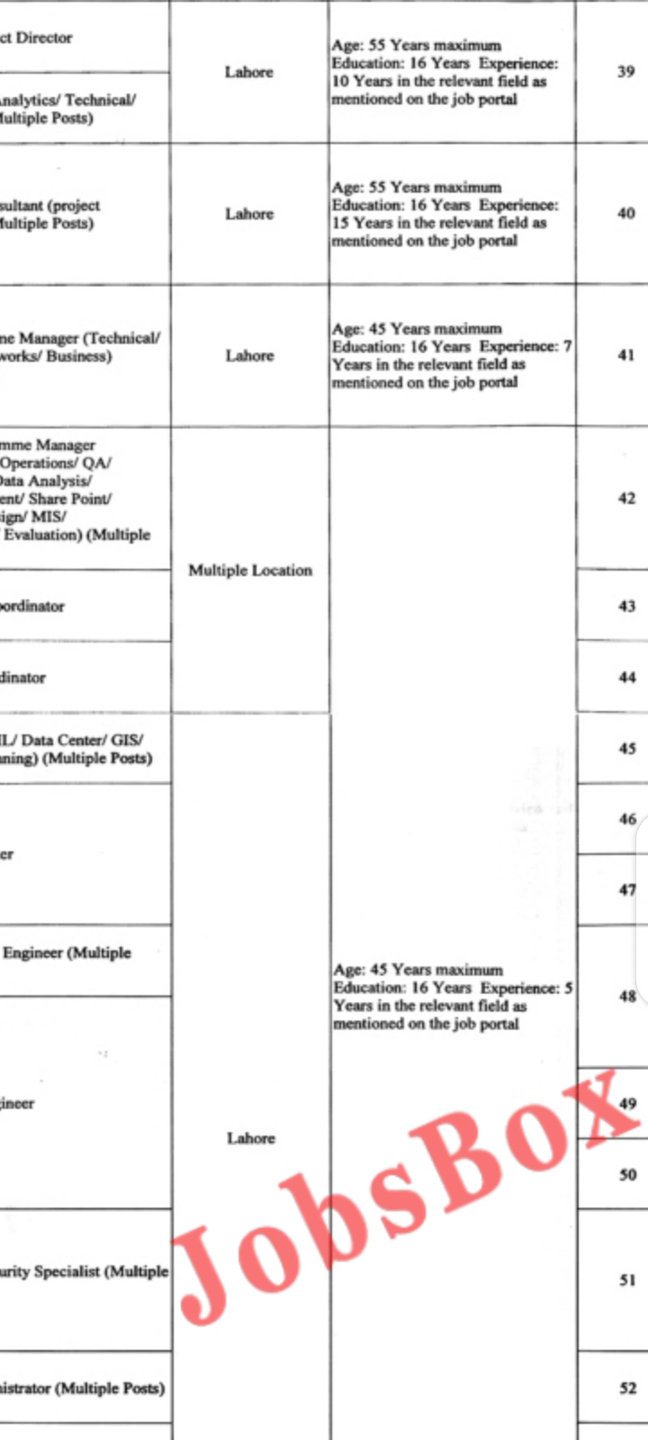 ct Director
Analytics/ Technical/
Multiple Posts)
Lahore
Age: 55 Years maximum
Education: 16 Years Experience:
10 Years in the relevant field as
mentioned on the job portal
39
sultant (project
Multiple Posts)
Lahore
Age: 55 Years maximum
Education: 16 Years Experience:
15 Years in the relevant field as
mentioned on the job portal
40
ne Manager (Technical/
works/ Business)
Lahore
Age: 45 Years maximum
Education: 16 Years Experience: 7
Years in the relevant field as
mentioned on the job portal
41
mme Manager
Operations/ QA/
Data Analysis/
ent/ Share Point/
ign/ MIS/
Evaluation) (Multiple
42
Multiple Location
oordinator
43
dinator
44
IL/ Data Center/ GIS/
ning) (Multiple Posts)
45
46
er
47
Engineer (Multiple
Age: 45 Years maximum
Education: 16 Years Experience: 5
Years in the relevant field as
mentioned on the job portal
48
gineer
49
Lahore
50
urity Specialist (Multiple
51
nistrator (Multiple Posts)
52
JobsBox